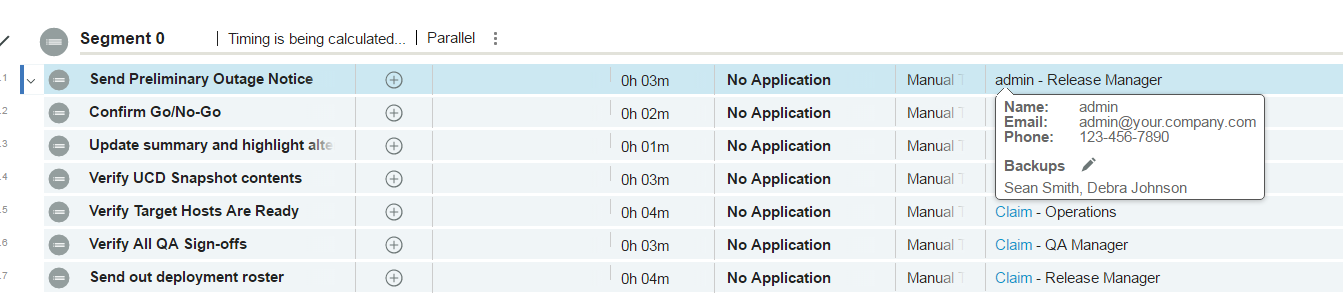 Segment 0 Timing is being calculated... Parallel
.1 Send Preliminary Outage Notice 0h 03m No Application Manual T admin - Release Manager
.2 Confirm Go/No-Go 0h 02m No Application Manual T
Name: admin
Email: admin@your.company.com
Phone: 123-456-7890
.3 Update summary and highlight alte 0h 01m No Application Manual T
Backups
.4 Verify UCD Snapshot contents 0h 03m No Application Manual T
Sean Smith, Debra Johnson
.5 Verify Target Hosts Are Ready 0h 04m No Application Manual T Claim - Operations
.6 Verify All QA Sign-offs 0h 03m No Application Manual T Claim - QA Manager
.7 Send out deployment roster 0h 04m No Application Manual T Claim - Release Manager